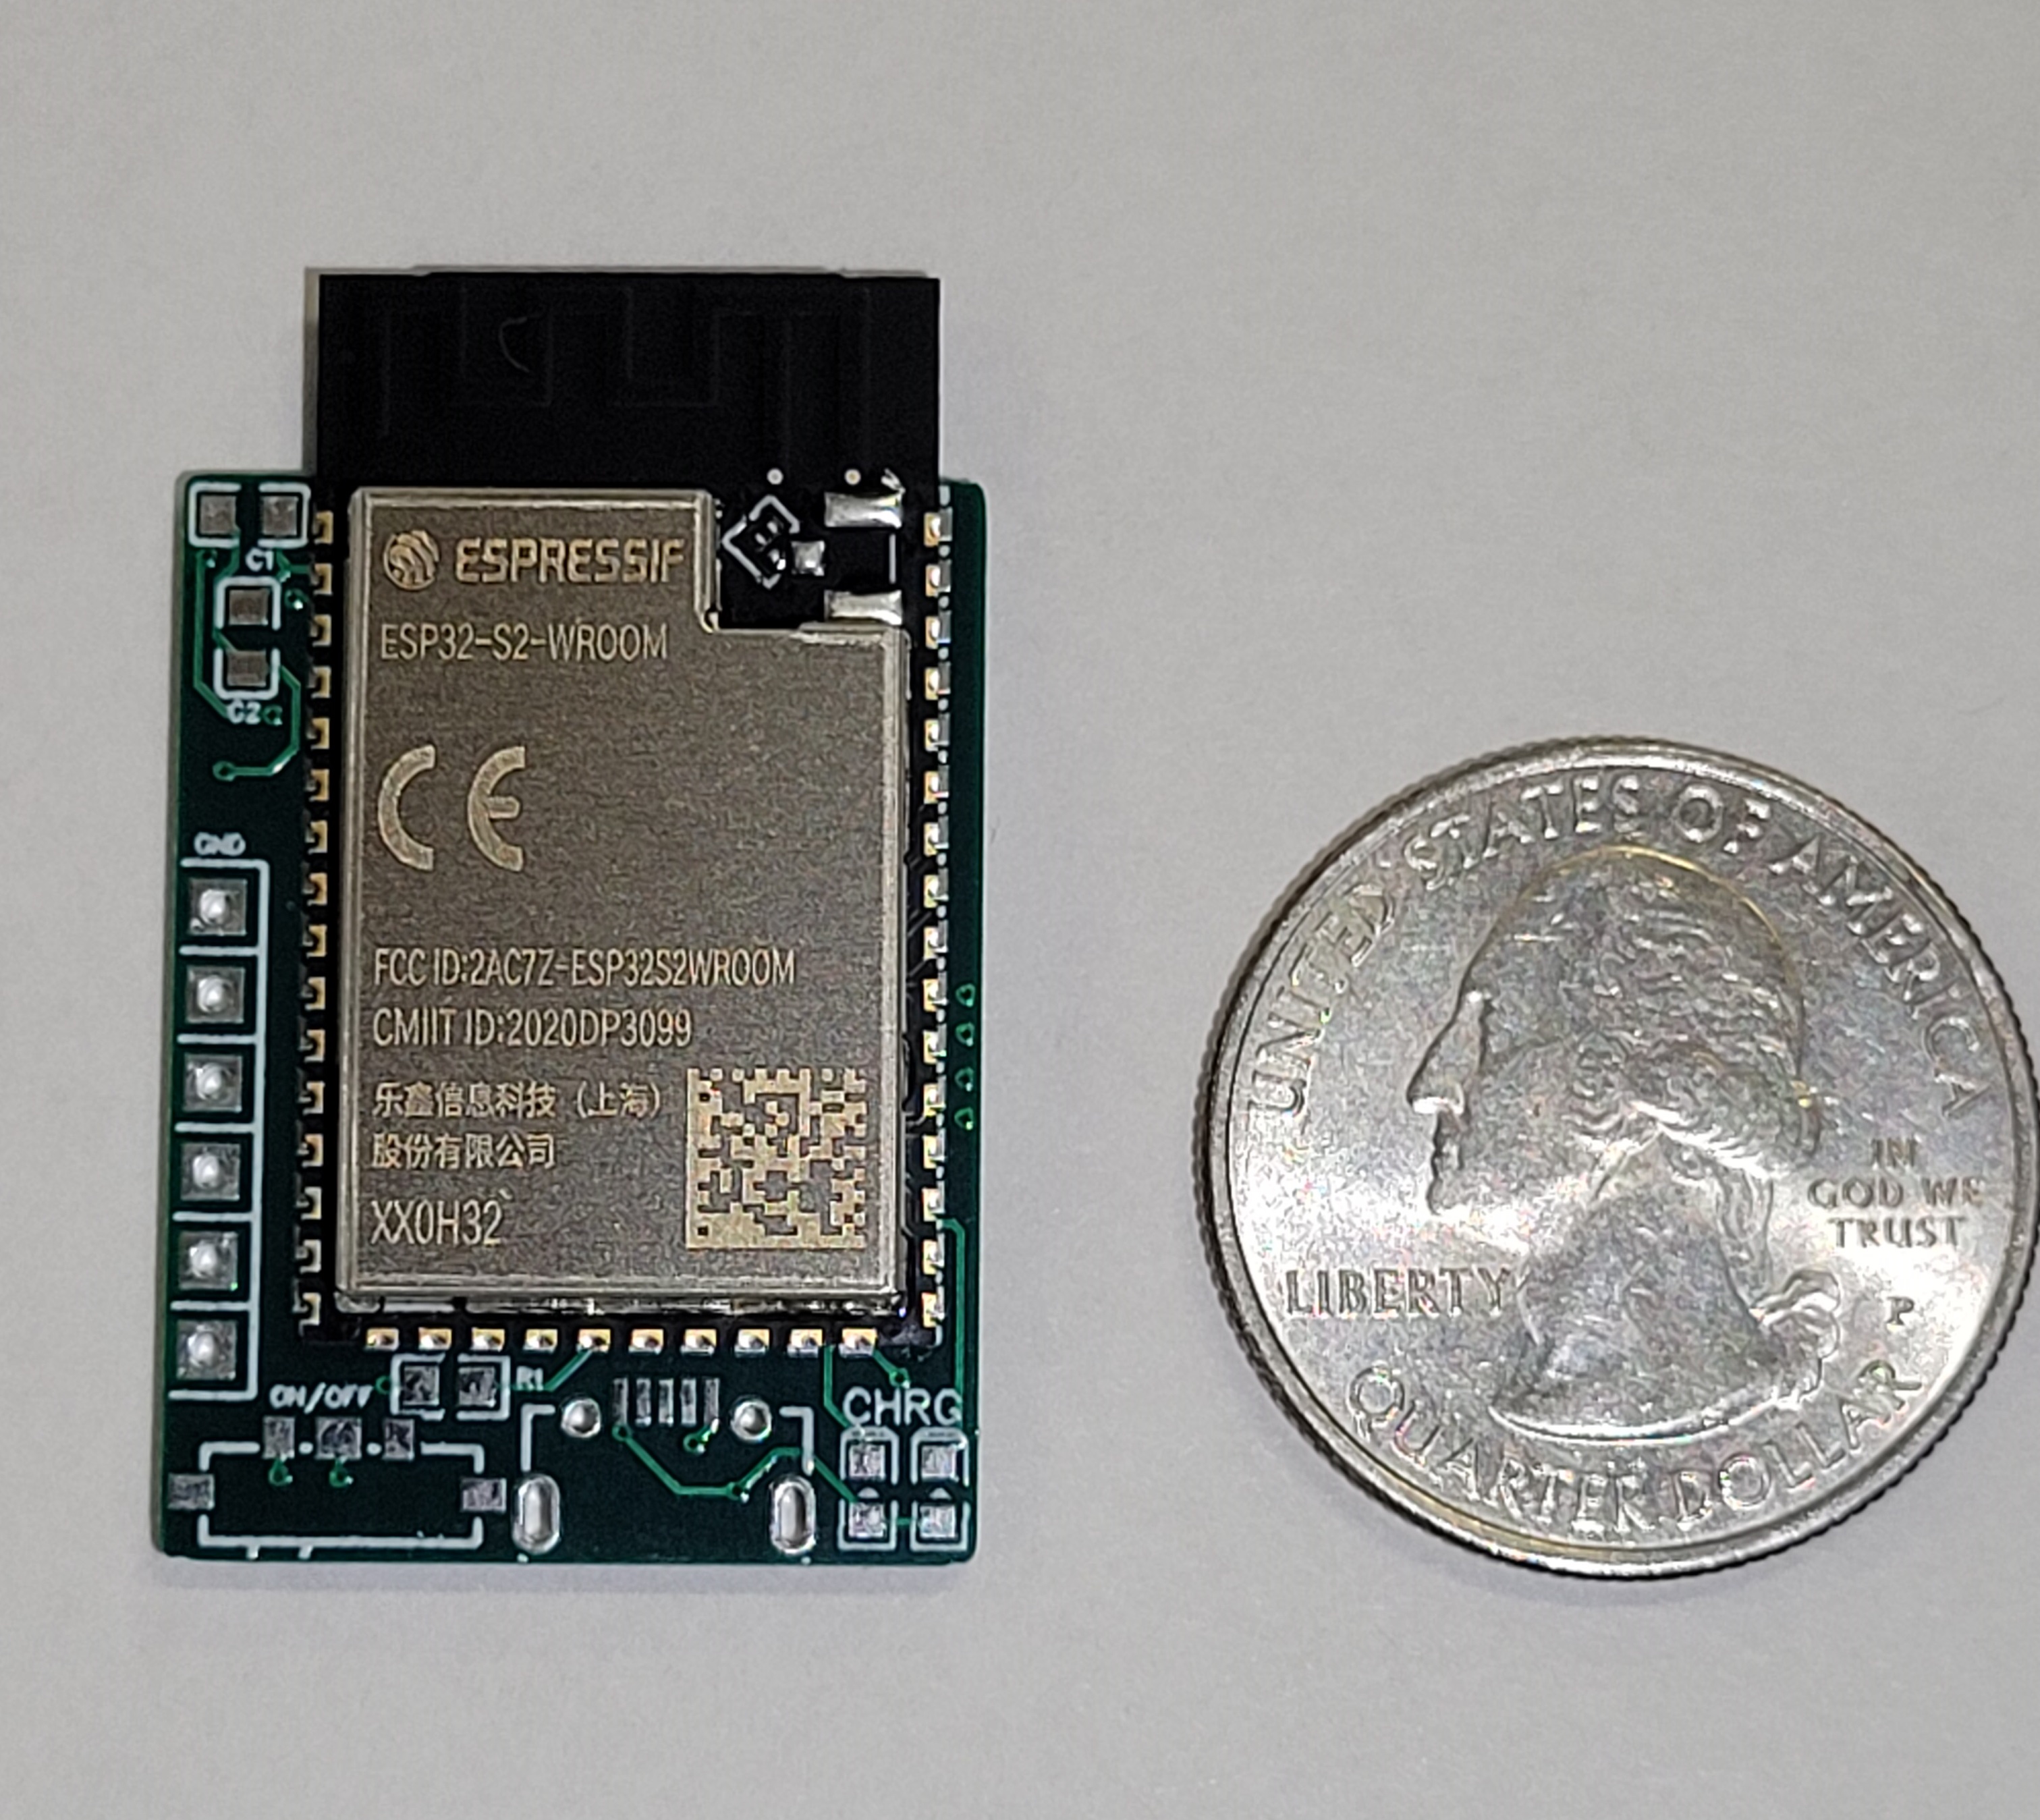 ESPRESSIF
ESP32-S2-WROOM
CE
FCC ID:2AC7Z-ESP32S2WROOM
CMIIT ID:2020DP3099
乐鑫信息科技（上海）
股份有限公司
XX0H32
C1
C2
GND
ON/OFF
R1
CHRG
UNITED STATES OF AMERICA
IN
GOD WE
TRUST
LIBERTY
P
QUARTER DOLLAR